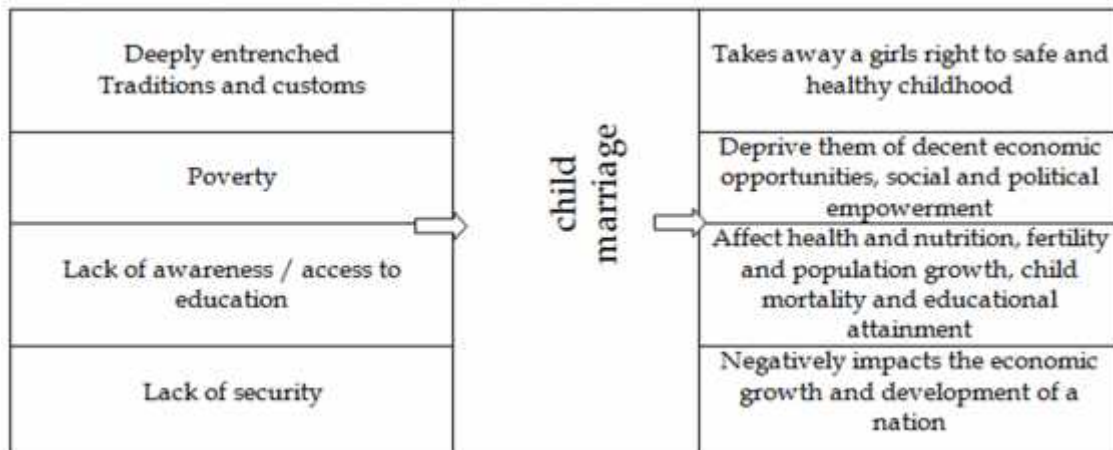 Deeply entrenched
Traditions and customs
Poverty
Lack of awareness / access to
education
Lack of security
child
marriage
Takes away a girls right to safe and
healthy childhood
Deprive them of decent economic
opportunities, social and political
empowerment
Affect health and nutrition, fertility
and population growth, child
mortality and educational
attainment
Negatively impacts the economic
growth and development of a
nation